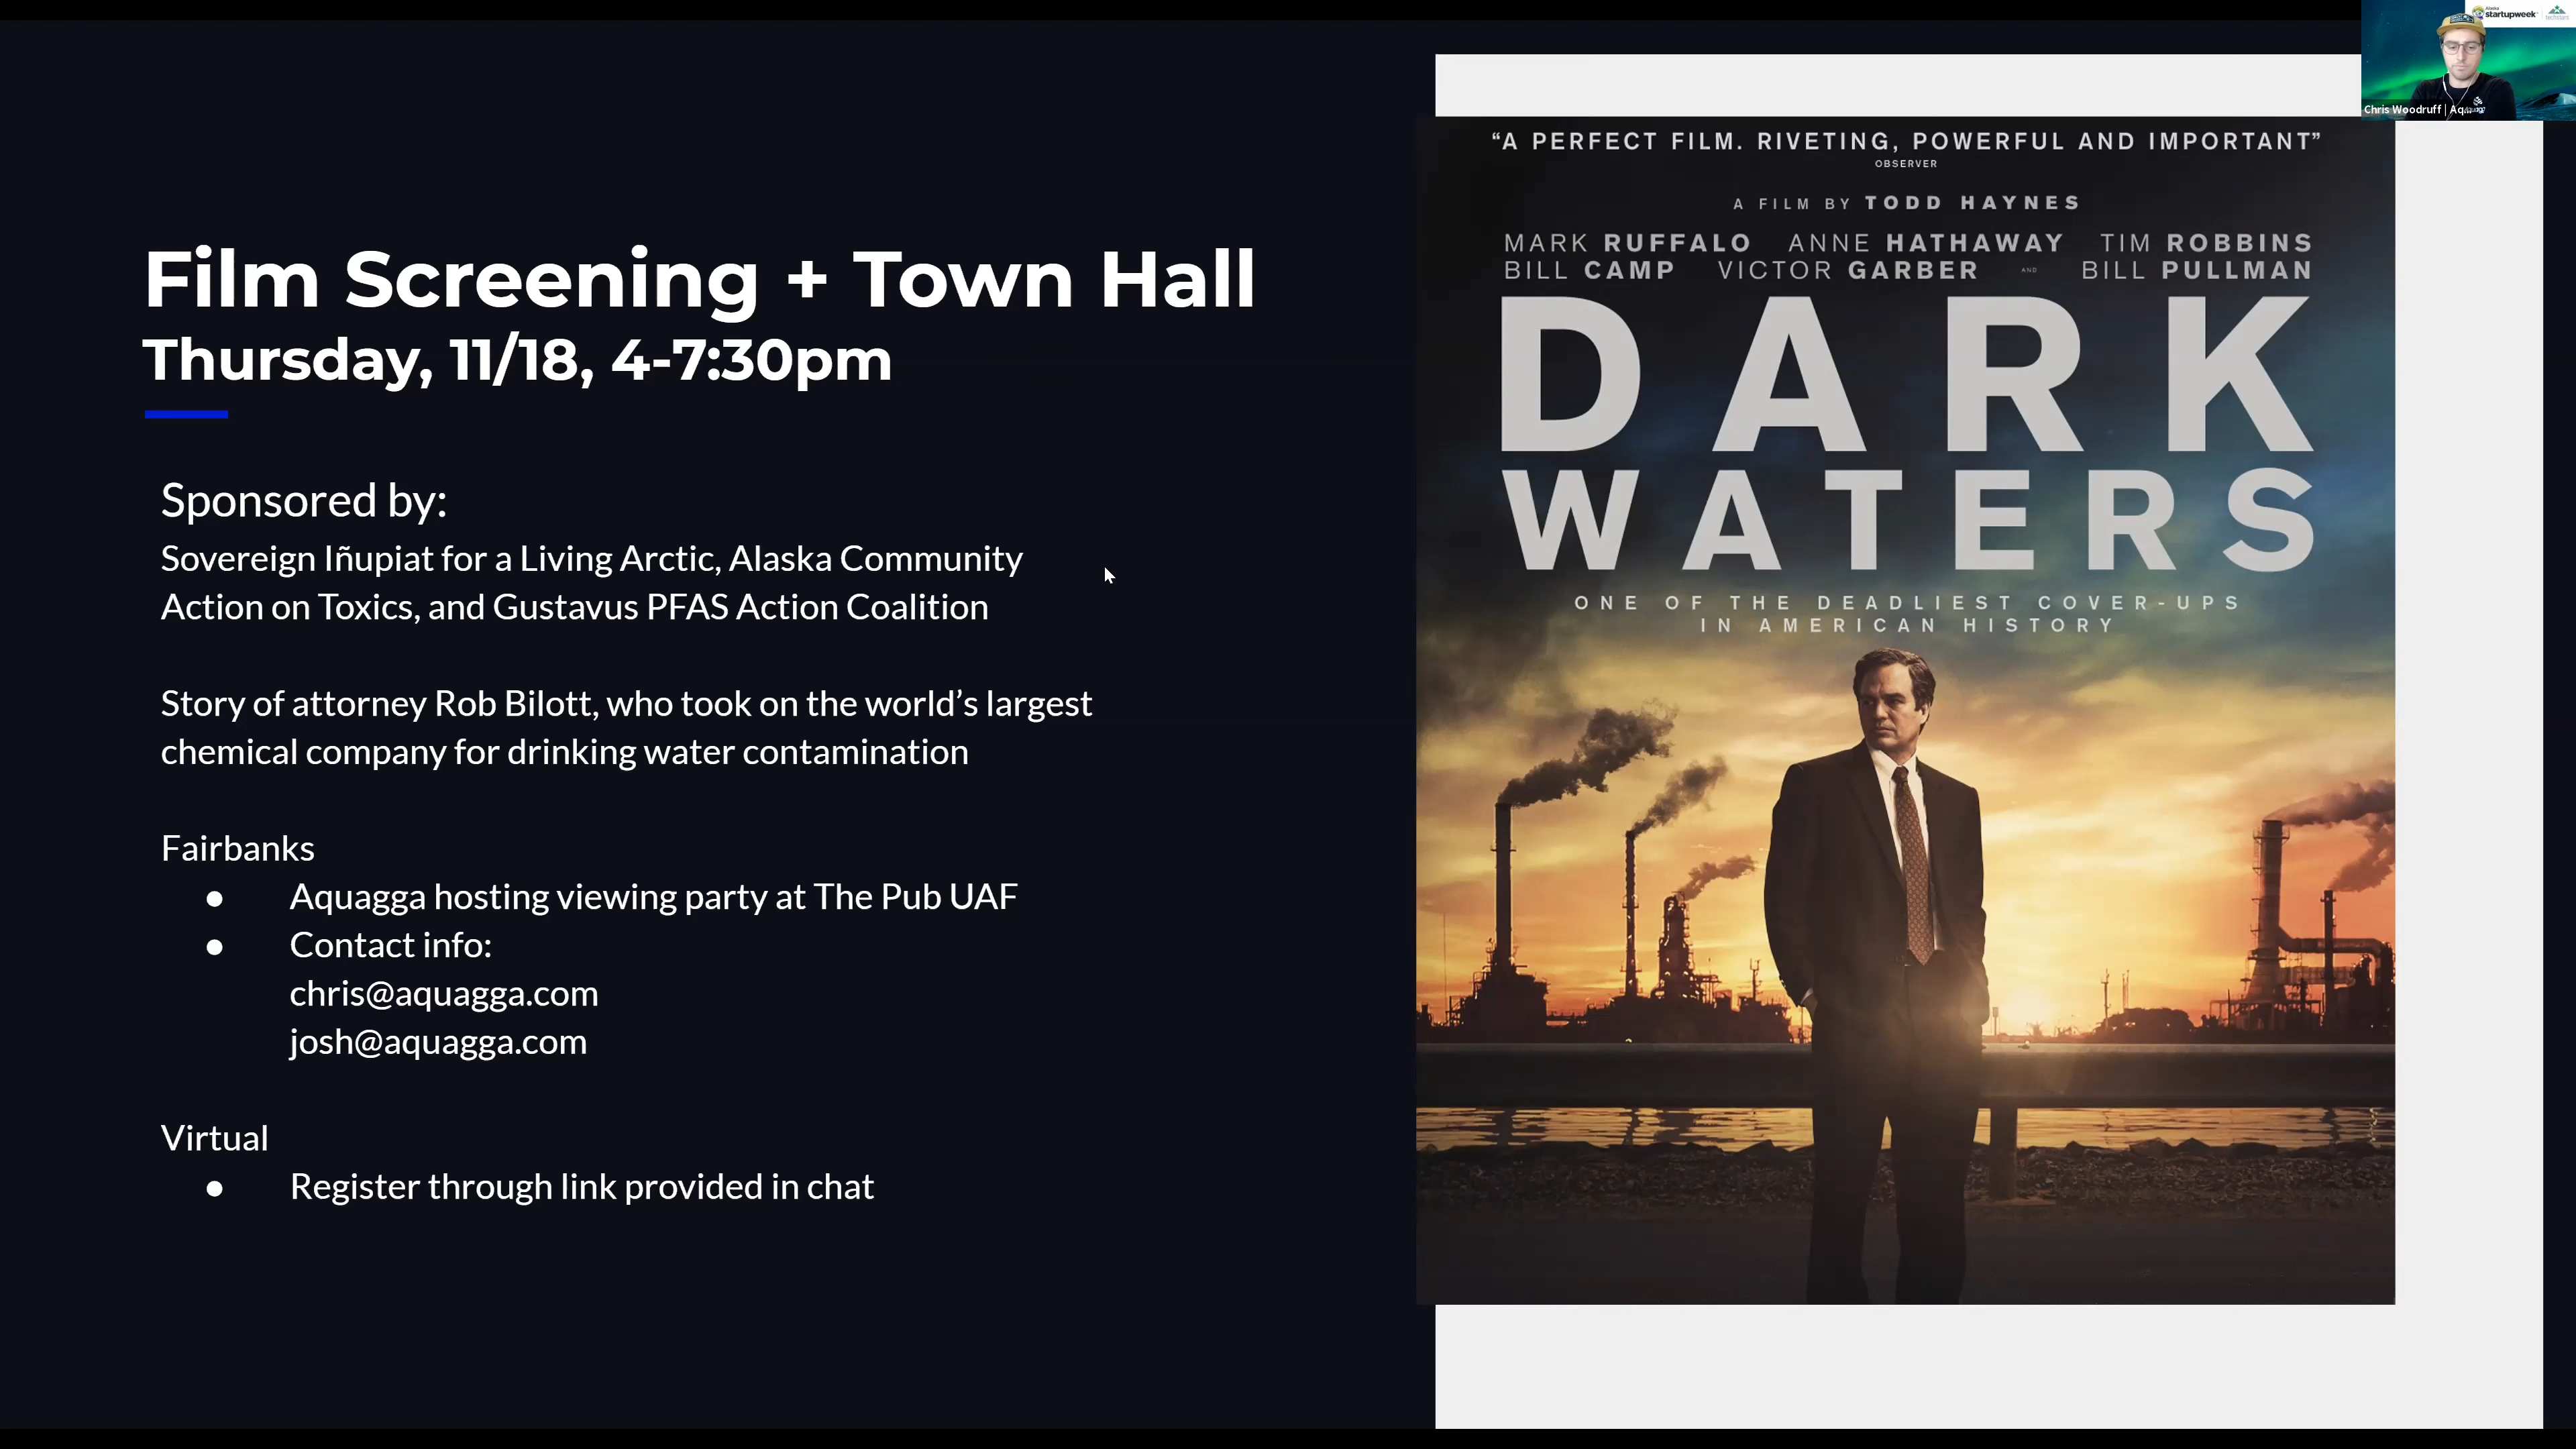 Film Screening + Town Hall
Thursday, 11/18, 4-7:30pm
Sponsored by:
Sovereign Iñupiat for a Living Arctic, Alaska Community
Action on Toxics, and Gustavus PFAS Action Coalition
Story of attorney Rob Bilott, who took on the world’s largest
chemical company for drinking water contamination
Fairbanks
● Aquagga hosting viewing party at The Pub UAF
● Contact info:
chris@aquagga.com
josh@aquagga.com
Virtual
● Register through link provided in chat
“A PERFECT FILM. RIVETING, POWERFUL AND IMPORTANT”
OBSERVER
A FILM BY TODD HAYNES
MARK RUFFALO ANNE HATHAWAY TIM ROBBINS
BILL CAMP VICTOR GARBER AND BILL PULLMAN
DARK
WATERS
ONE OF THE DEADLIEST COVER-UPS
IN AMERICAN HISTORY
Alaska
startupweek
Chris Woodruff | Aq...